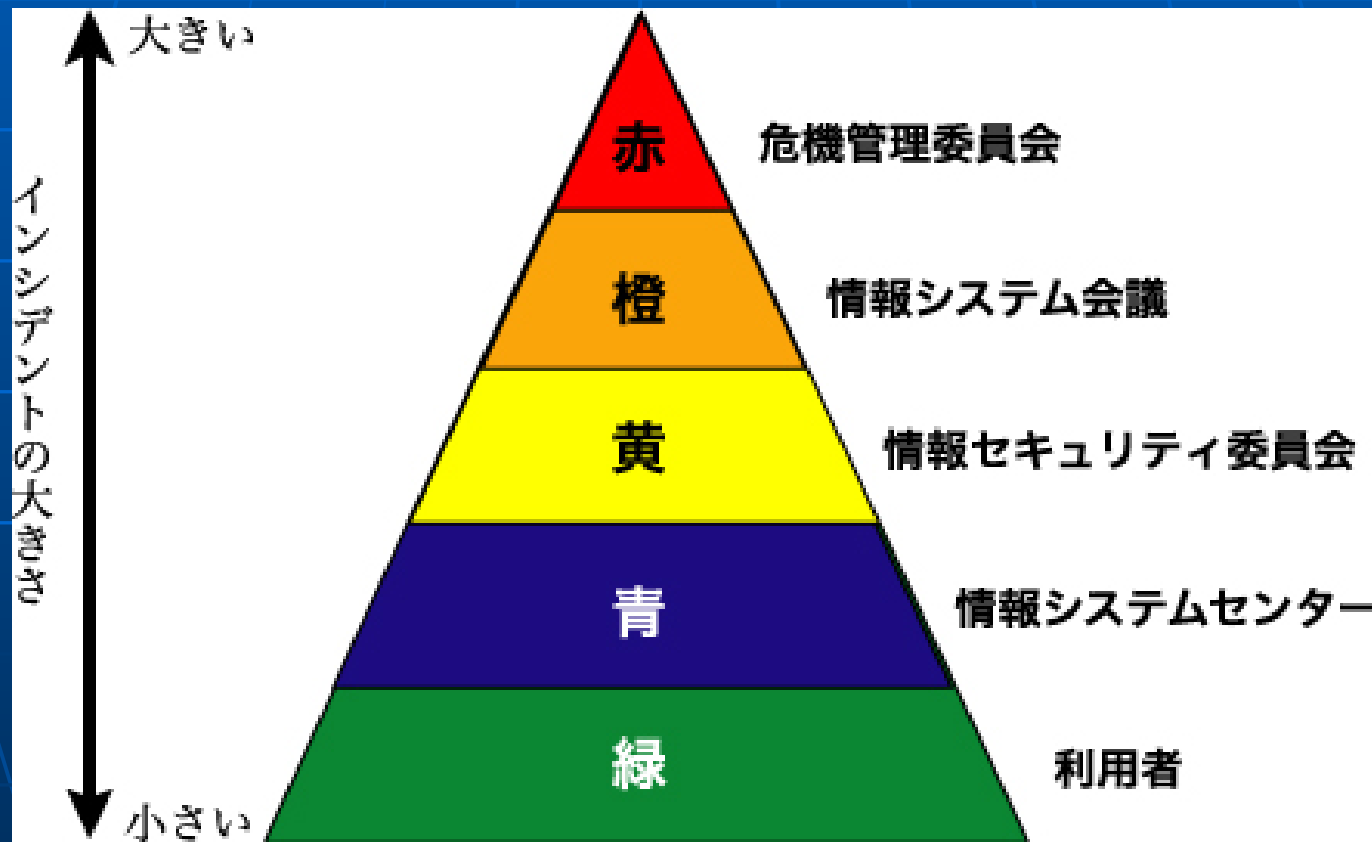 大きい
インシデントの大きさ
小さい
赤
危機管理委員会
橙
情報システム会議
黄
情報セキュリティ委員会
青
情報システムセンター
緑
利用者